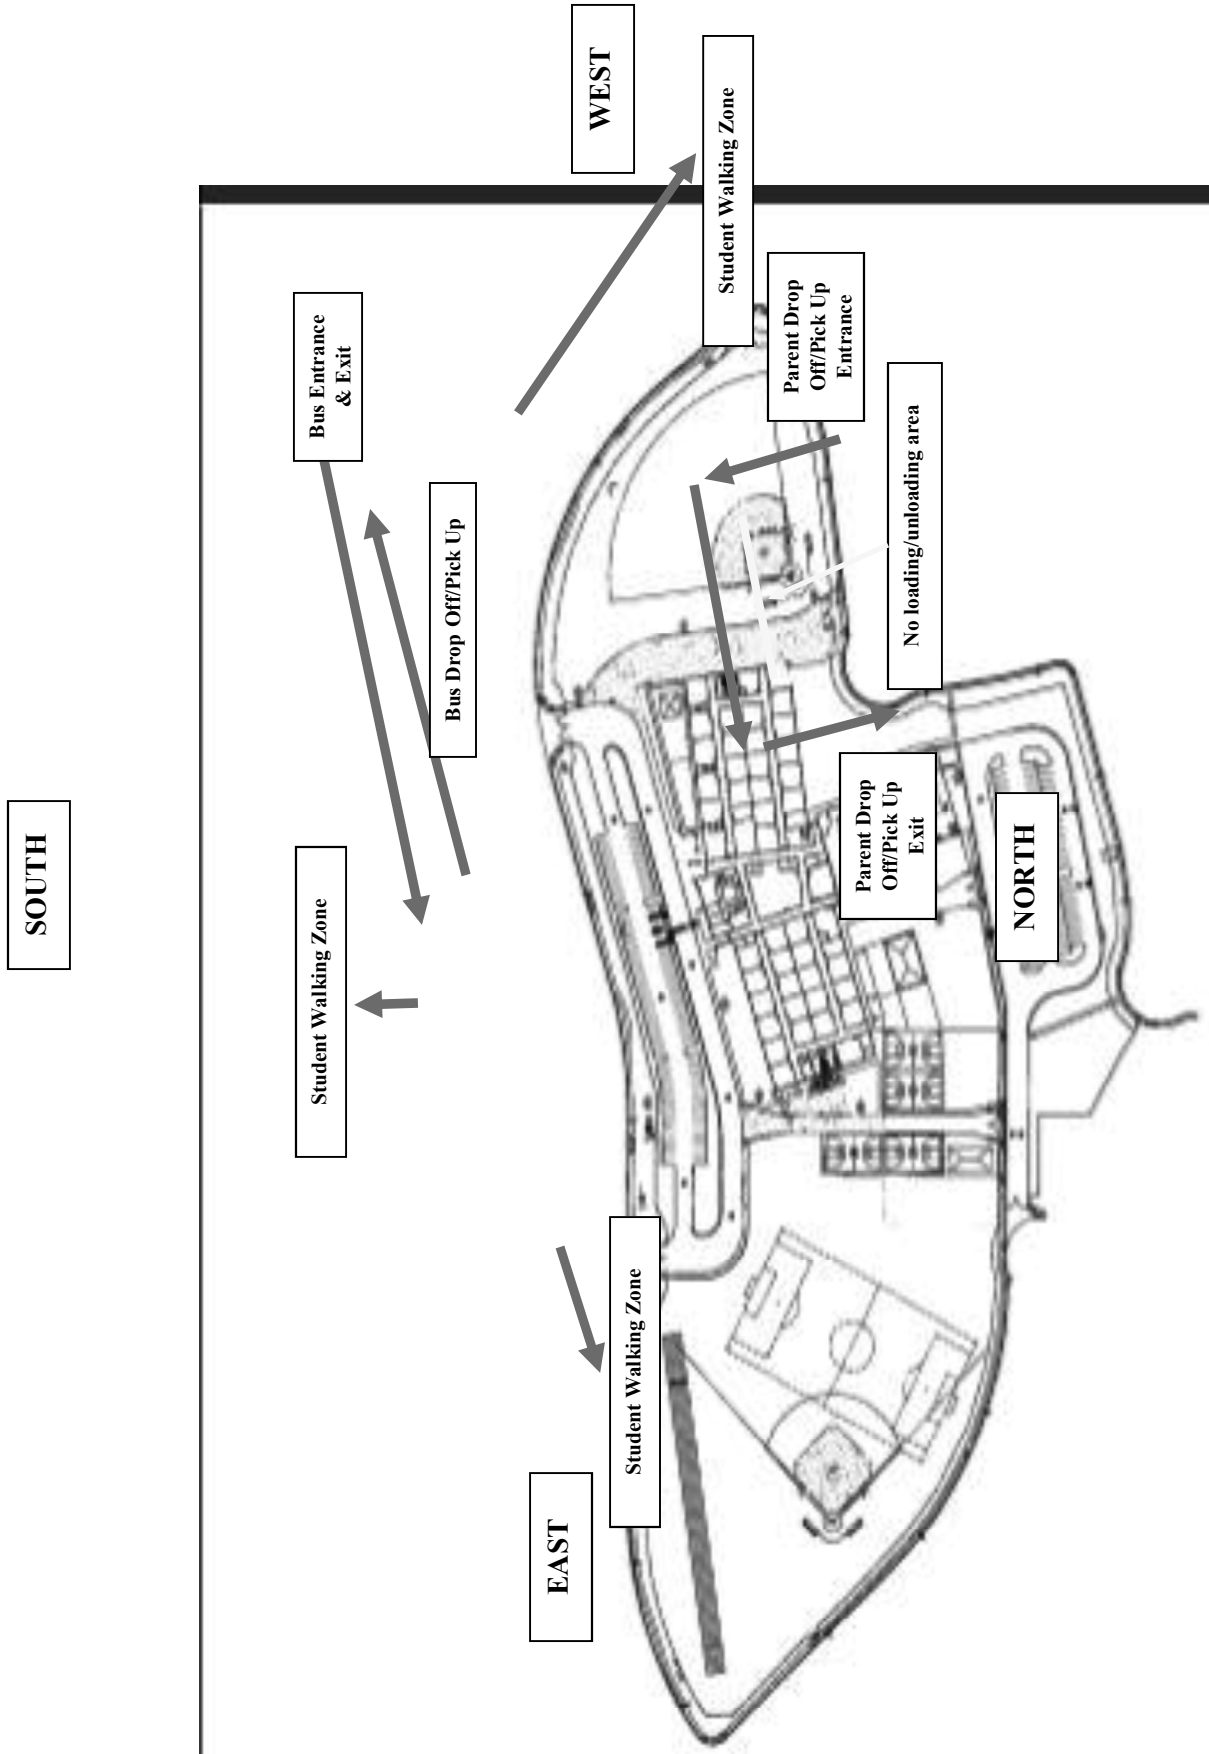 WEST
Student Walking Zone
Parent Drop
Off/Pick Up
Entrance
Bus Entrance
& Exit
No loading/unloading area
Bus Drop Off/Pick Up
SOUTH
Student Walking Zone
Parent Drop
Off/Pick Up
Exit
NORTH
Student Walking Zone
EAST